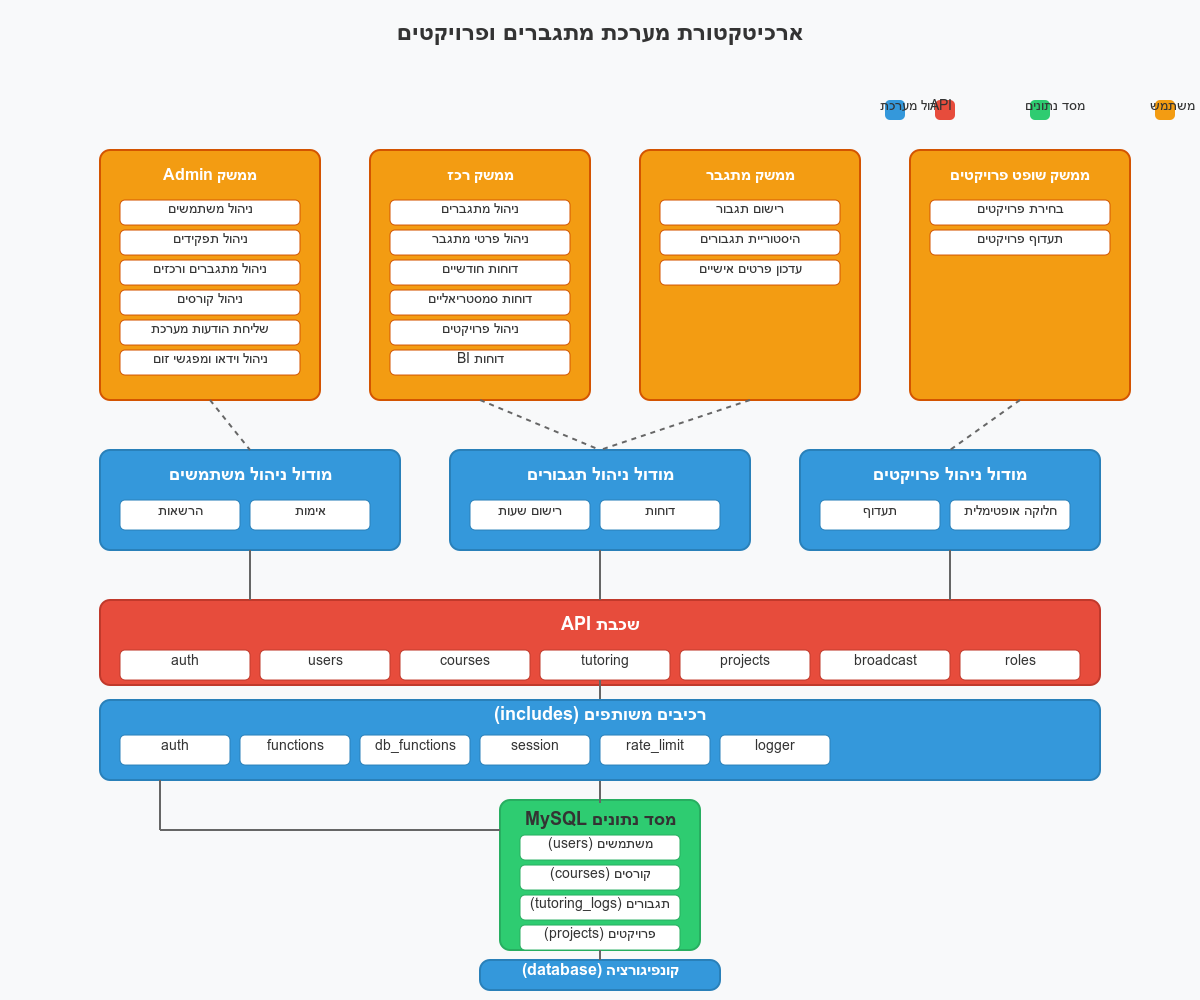 ארכיטקטורת מערכת מתגברים ופרויקטים
משתמש
מסד נתונים
API
מערכת
ממשק Admin
ניהול משתמשים
ניהול תפקידים
ניהול מתגברים ורכזים
ניהול קורסים
שליחת הודעות מערכת
ניהול וידאו ומפגשי זום
ממשק רכז
ניהול מתגברים
ניהול פרטי מתגבר
דוחות חודשיים
דוחות סמסטריאליים
ניהול פרויקטים
דוחות BI
ממשק מתגבר
רישום תגבור
היסטוריית תגבורים
עדכון פרטים אישיים
ממשק שופט פרויקטים
בחירת פרויקטים
תעדוף פרויקטים
מודול ניהול משתמשים
הרשאות
אימות
מודול ניהול תגבורים
רישום שעות
דוחות
מודול ניהול פרויקטים
תעדוף
חלוקה אופטימלית
שכבת API
auth
users
courses
tutoring
projects
broadcast
roles
רכיבים משותפים (includes)
auth
functions
db_functions
session
rate_limit
logger
מסד נתונים MySQL
משתמשים (users)
קורסים (courses)
תגבורים (tutoring_logs)
פרויקטים (projects)
קונפיגורציה (database)